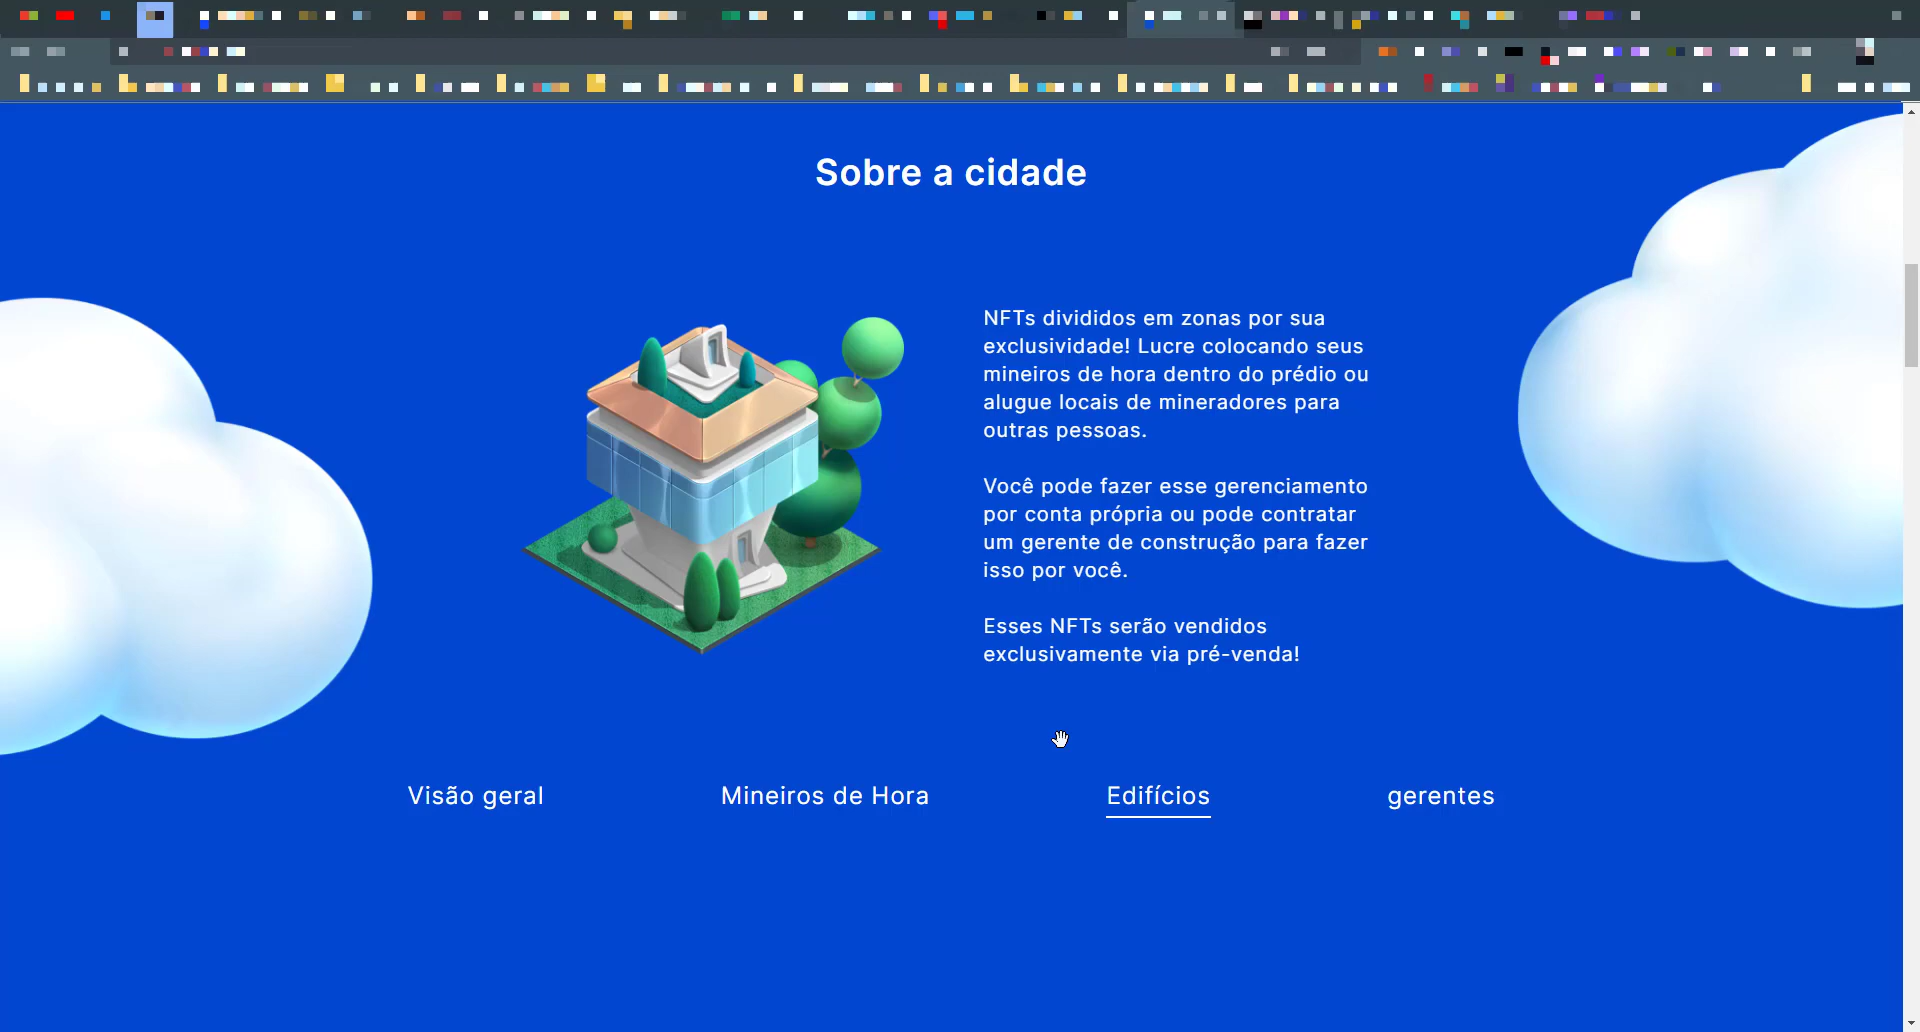 Sobre a cidade
NFTs divididos em zonas por sua
exclusividade! Lucre colocando seus
mineiros de hora dentro do prédio ou
alugue locais de mineradores para
outras pessoas.
Você pode fazer esse gerenciamento
por conta própria ou pode contratar
um gerente de construção para fazer
isso por você.
Esses NFTs serão vendidos
exclusivamente via pré-venda!
Visão geral
Mineiros de Hora
Edifícios
gerentes